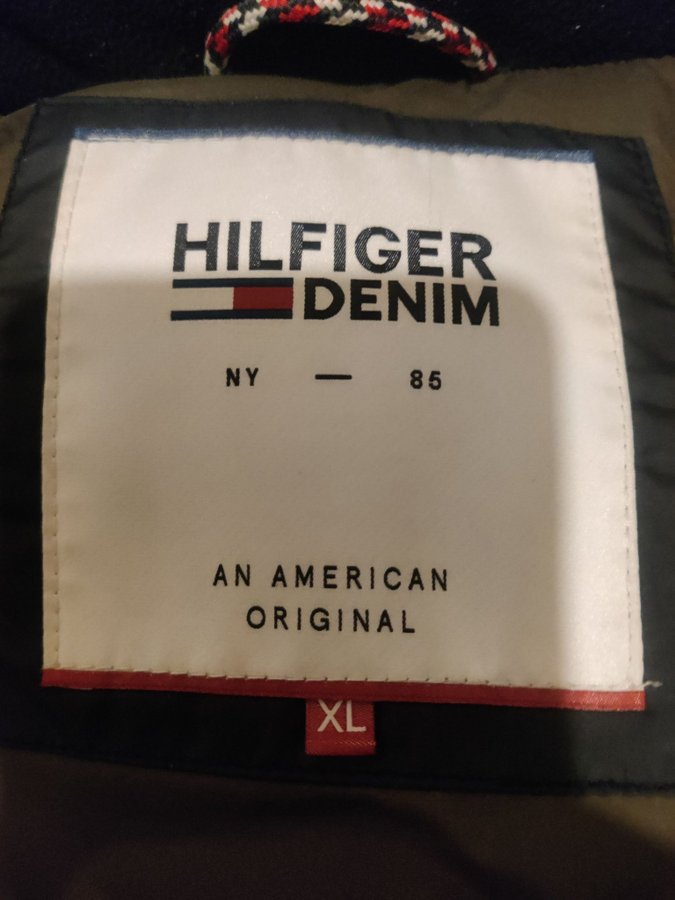 HILFIGER
DENIM
NY — 85
AN AMERICAN
ORIGINAL
XL